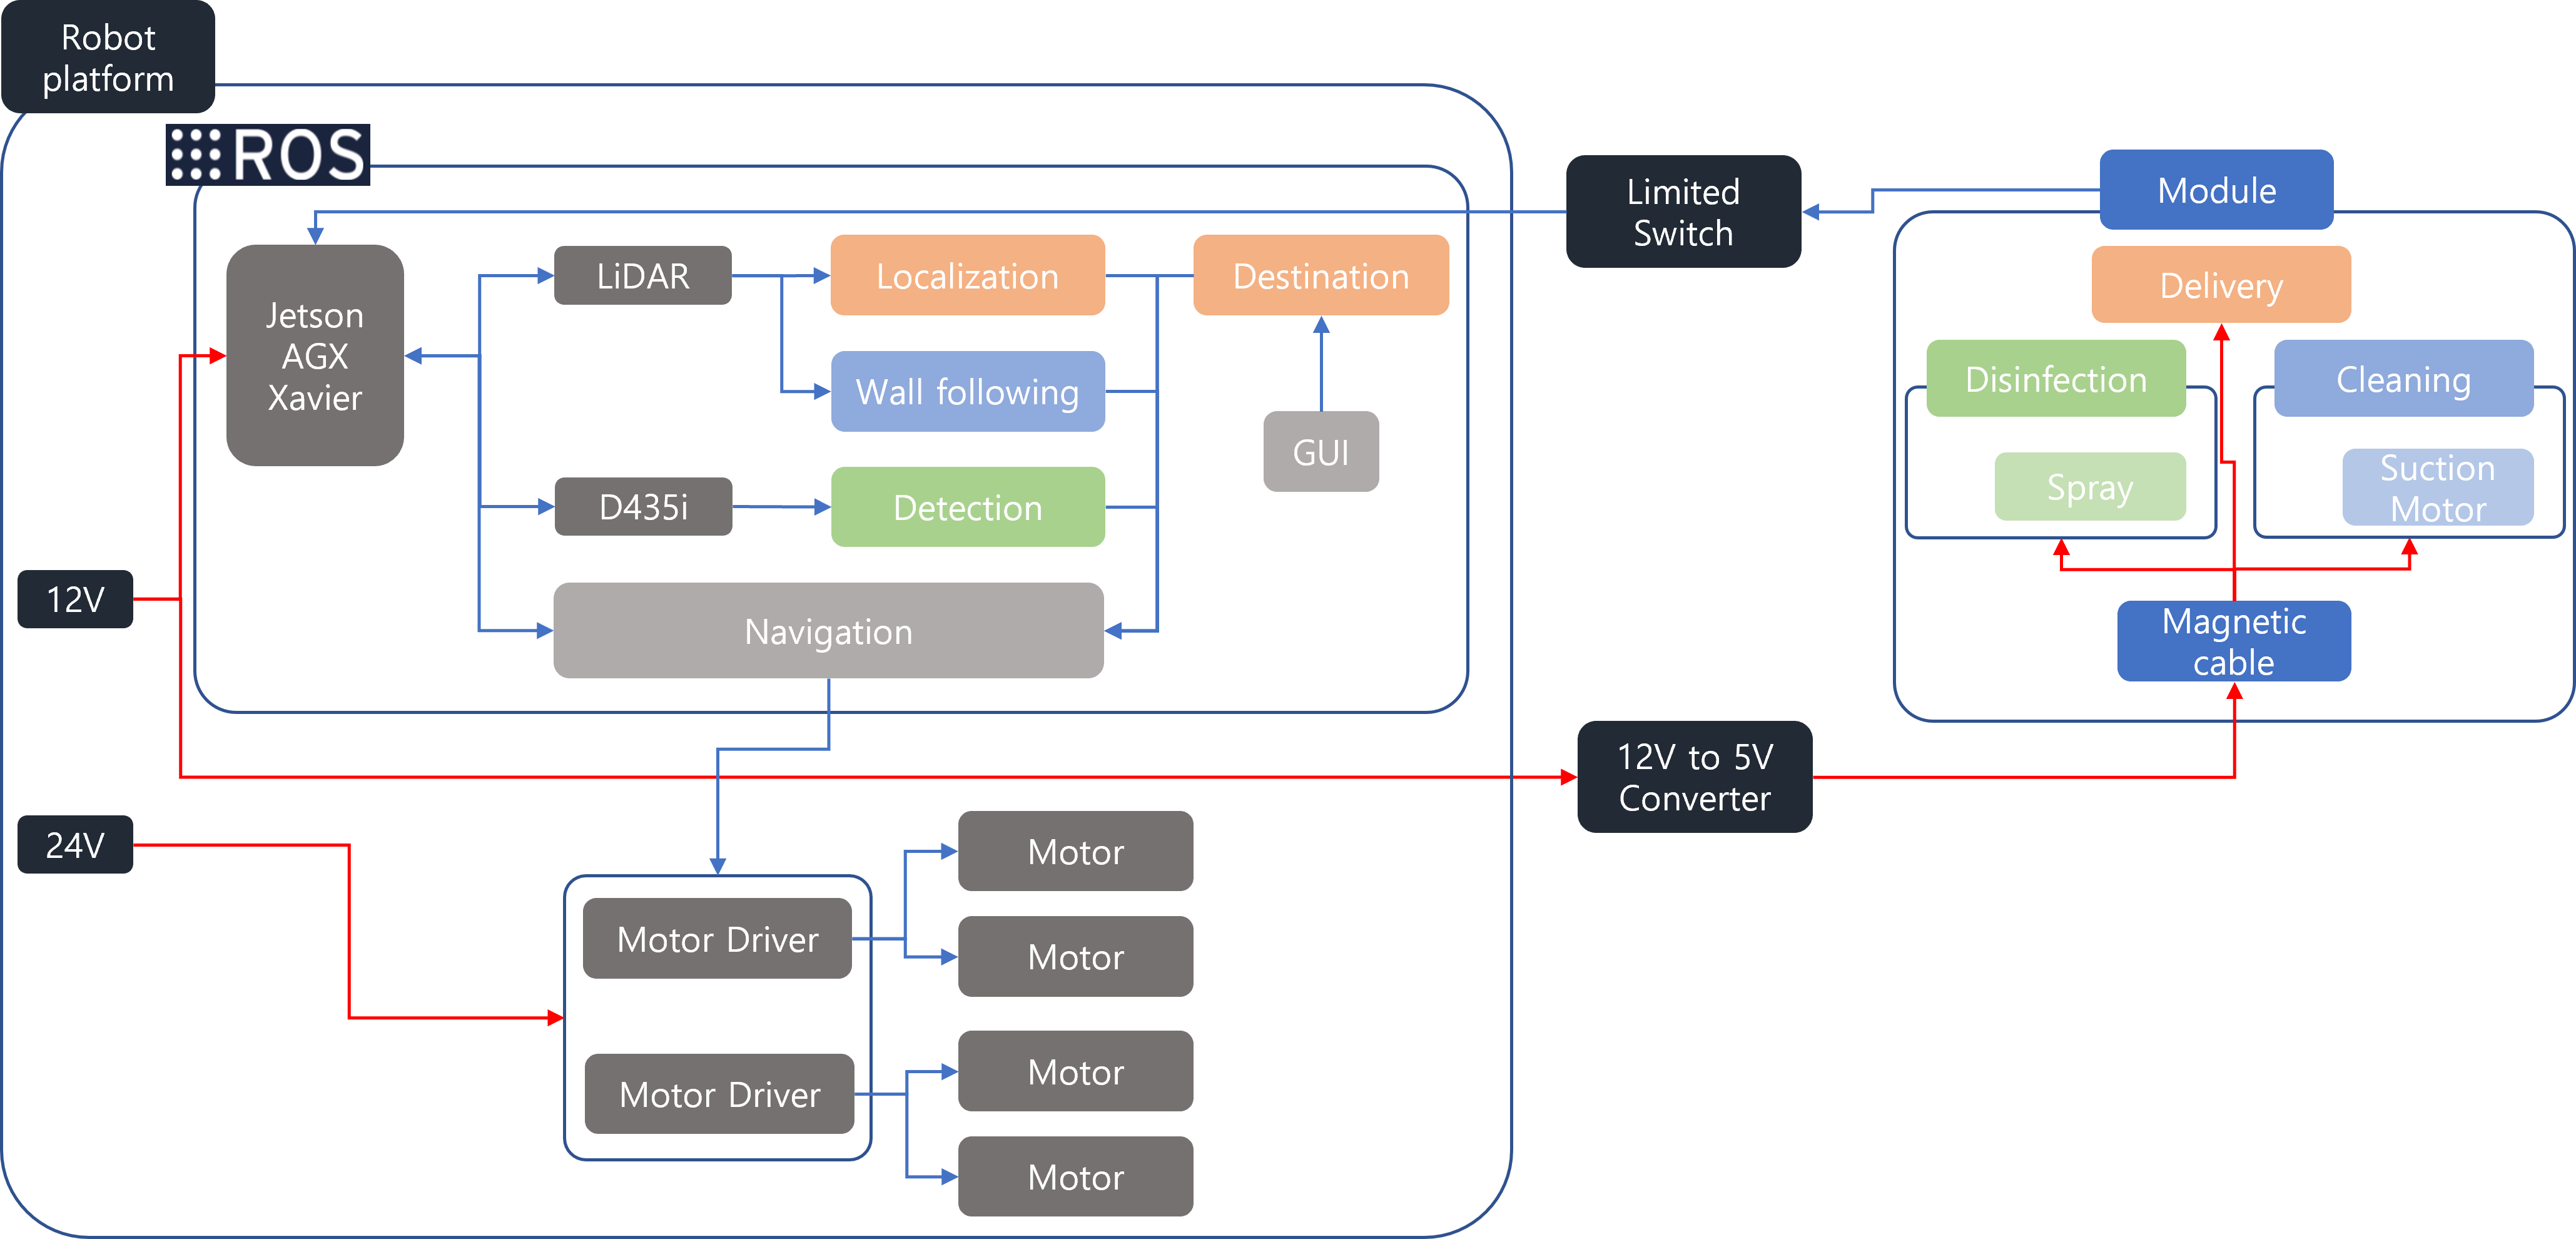 Robot
platform
ROS
Limited
Switch
Module
Jetson
AGX
Xavier
LiDAR
Localization
Destination
Delivery
Wall following
Disinfection
Cleaning
GUI
D435i
Detection
Spray
Suction
Motor
12V
Navigation
Magnetic
cable
12V to 5V
Converter
24V
Motor
Motor Driver
Motor
Motor
Motor Driver
Motor